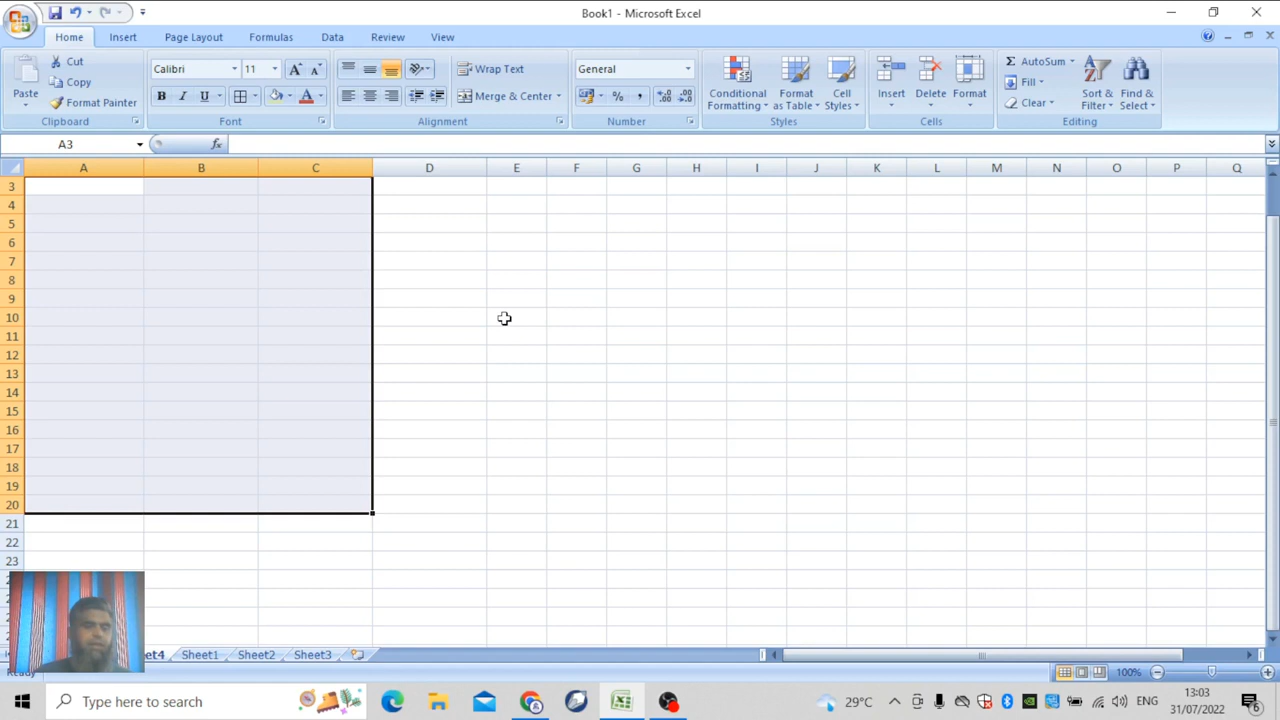 Book1 - Microsoft Excel
Home Insert Page Layout Formulas Data Review View
Paste
Cut
Copy
Format Painter
Clipboard
Calibri 11
B I U
A
Font
Wrap Text
Merge & Center
Alignment
General
% ,
Number
Conditional Formatting
Format as Table
Cell Styles
Styles
Insert
Delete
Format
Cells
Σ AutoSum
Fill
Clear
Sort & Filter
Find & Select
Editing
A3 fx
A B C D E F G H I J K L M N O P Q
3
4
5
6
7
8
9
10
11
12
13
14
15
16
17
18
19
20
21
22
23
et4 Sheet1 Sheet2 Sheet3
Ready
100%
Type here to search
29°C
ENG
13:03
31/07/2022
6